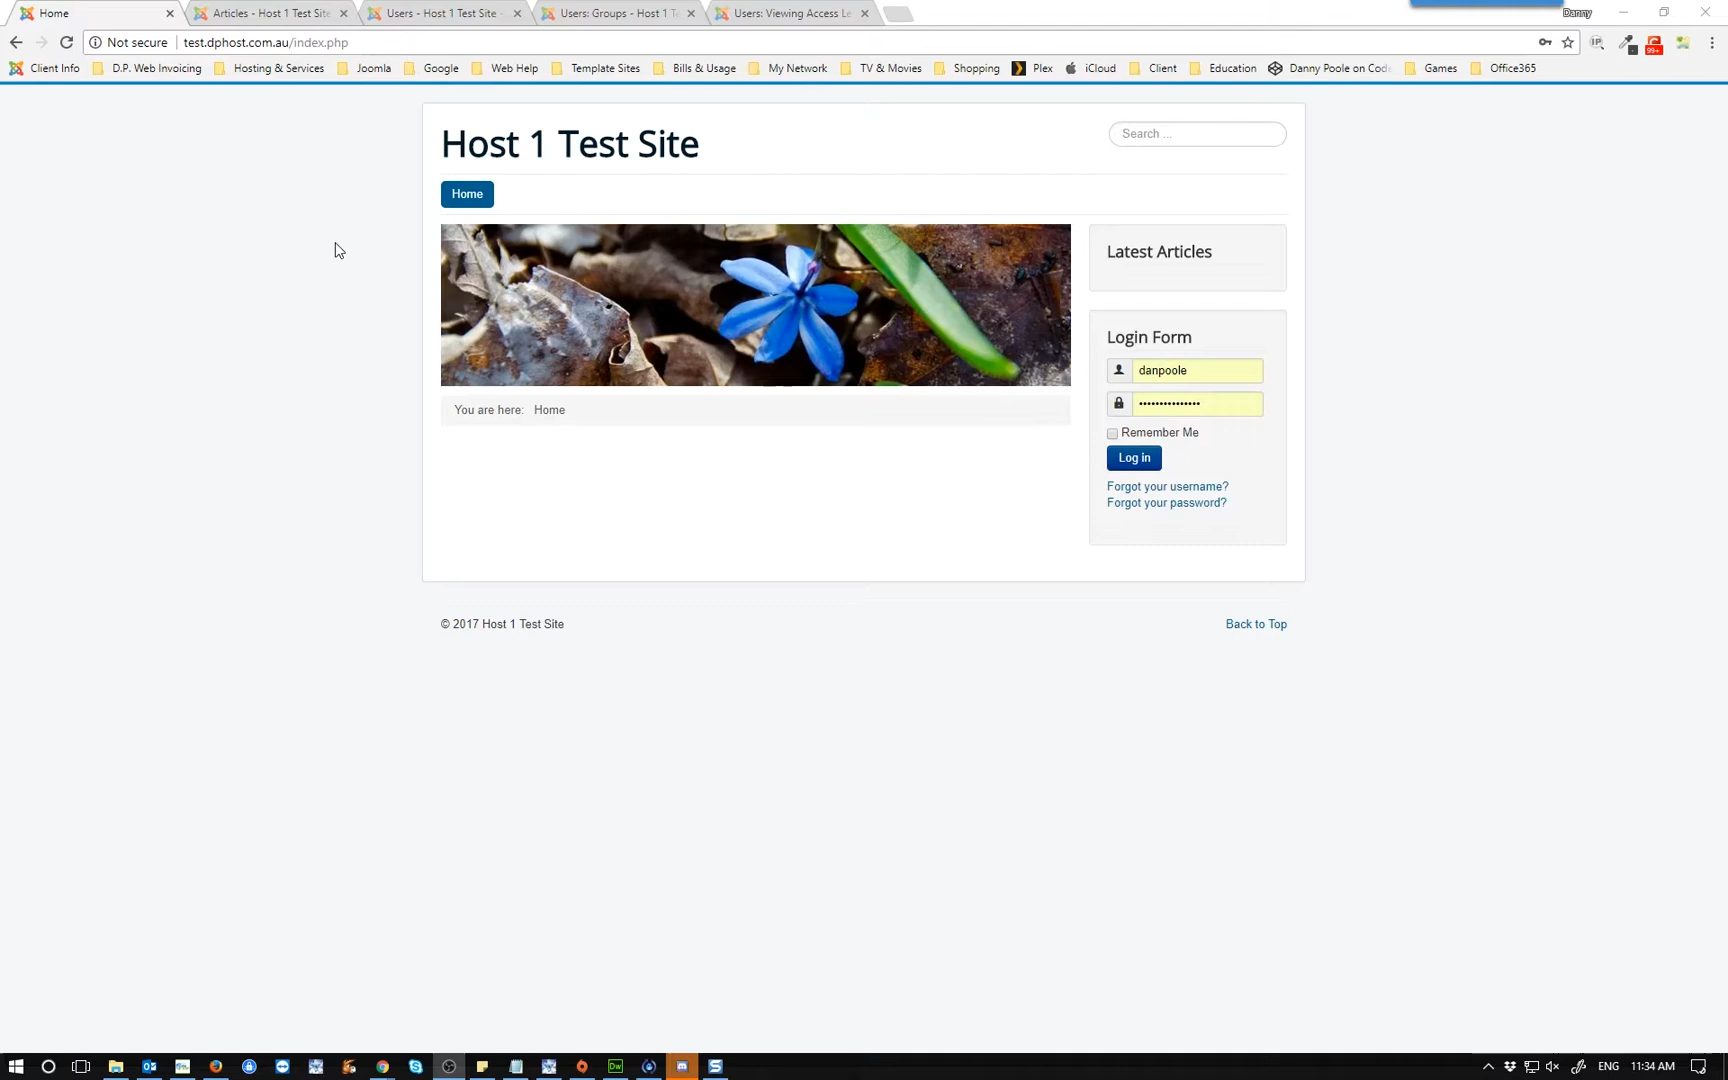 Home
Articles - Host 1 Test Site
Users - Host 1 Test Site -
Users: Groups - Host 1 Te
Users: Viewing Access Le
Danny
Not secure
test.dphost.com.au/index.php
IP
99+
Client Info
D.P. Web Invoicing
Hosting & Services
Joomla
Google
Web Help
Template Sites
Bills & Usage
My Network
TV & Movies
Shopping
Plex
iCloud
Client
Education
Danny Poole on Cod
Games
Office365
Host 1 Test Site
Search ...
Home
Latest Articles
Login Form
danpoole
•••••••••••••••
Remember Me
Log in
Forgot your username?
Forgot your password?
You are here: Home
© 2017 Host 1 Test Site
Back to Top
Dw
S
ENG
11:34 AM